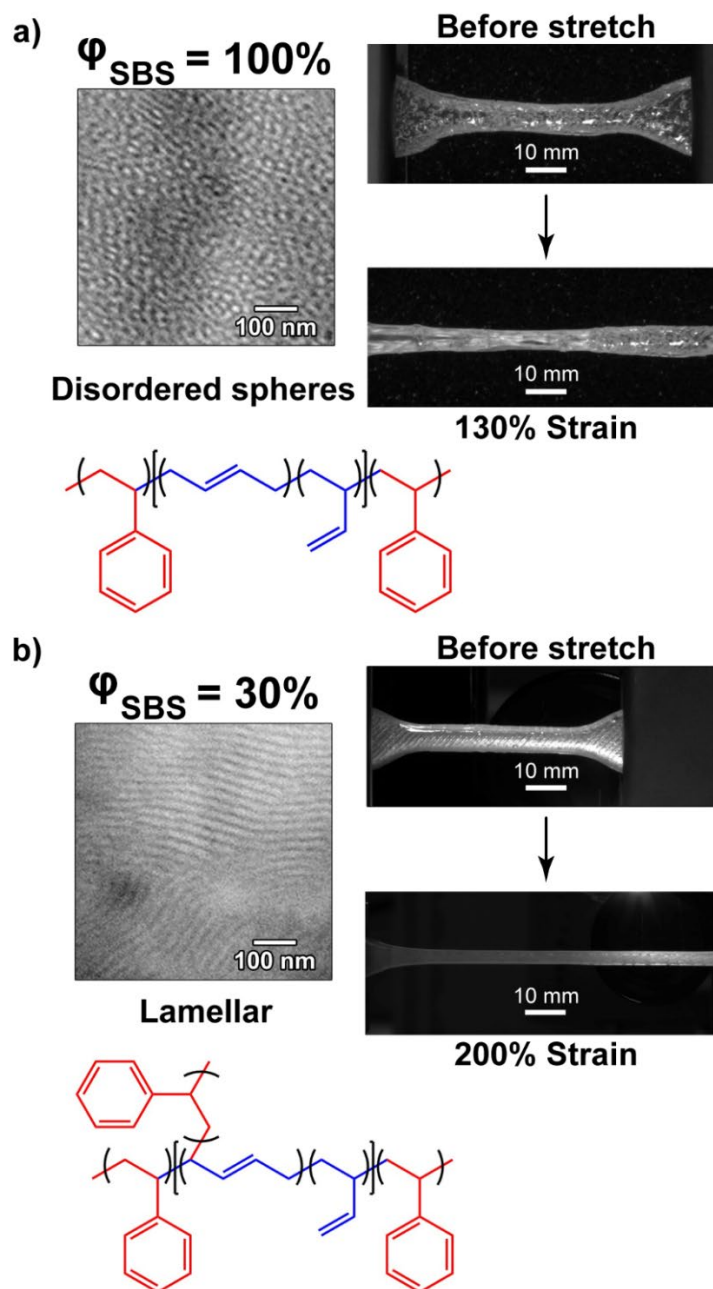 a)
φSBS = 100%
Before stretch
10 mm
100 nm
10 mm
Disordered spheres
130% Strain
b)
Before stretch
φSBS = 30%
10 mm
100 nm
10 mm
Lamellar
200% Strain